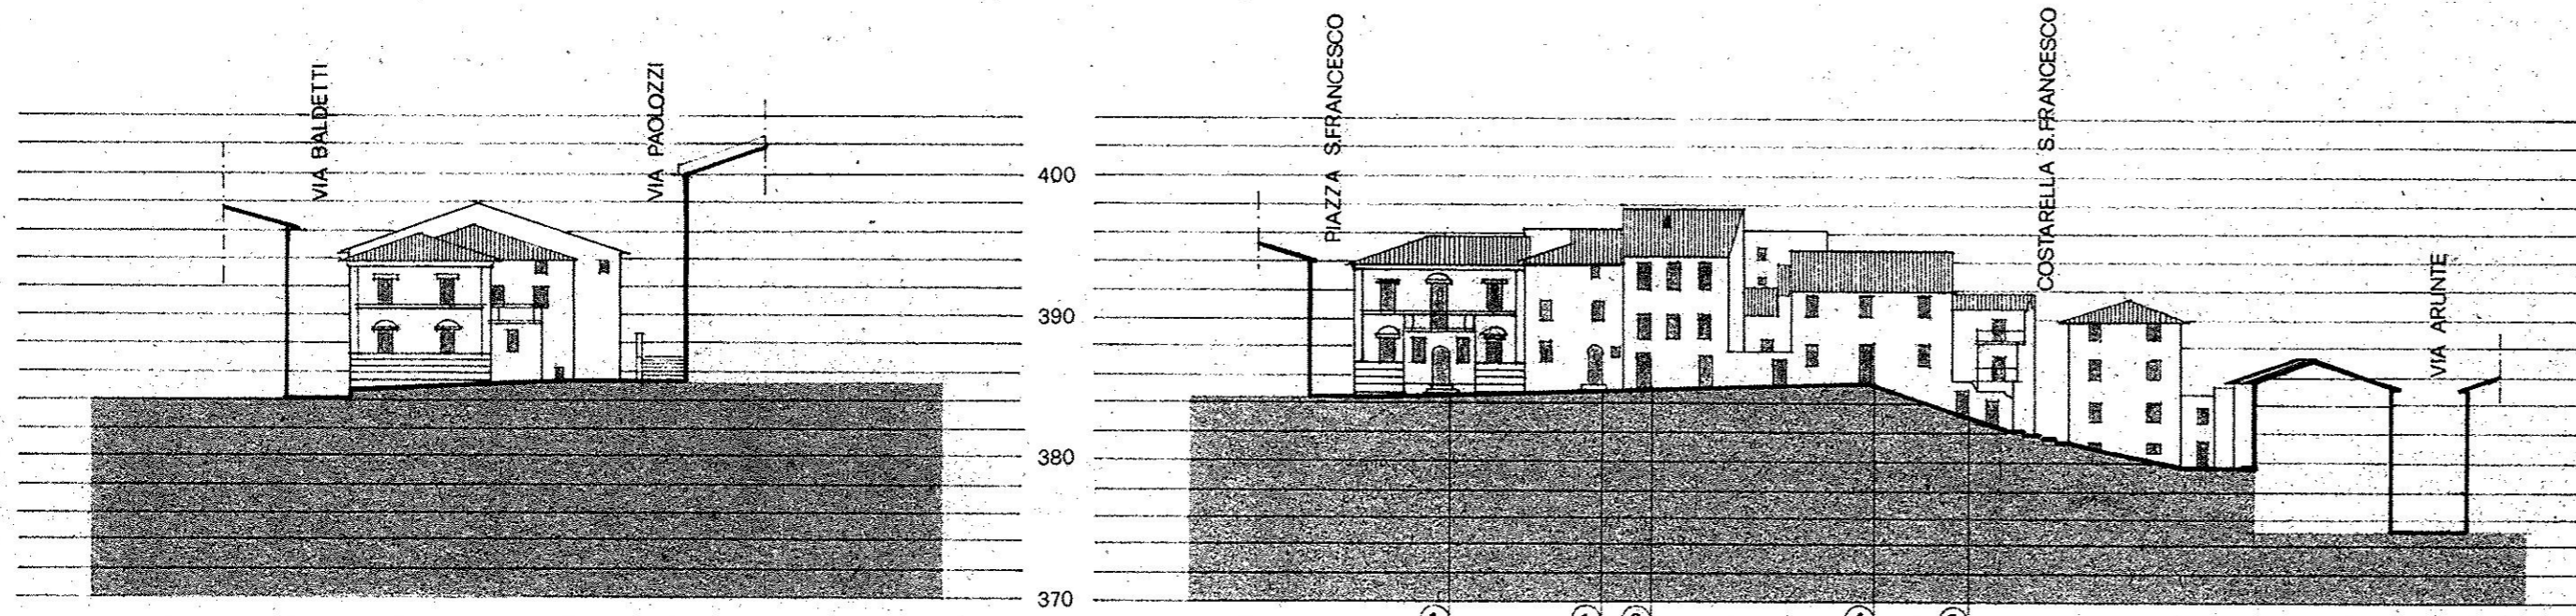 VIA BALDETTI
VIA PAOLOZZI
PIAZZA S.FRANCESCO
COSTARELLA S.FRANCESCO
VIA ARUNTE
400
390
380
370